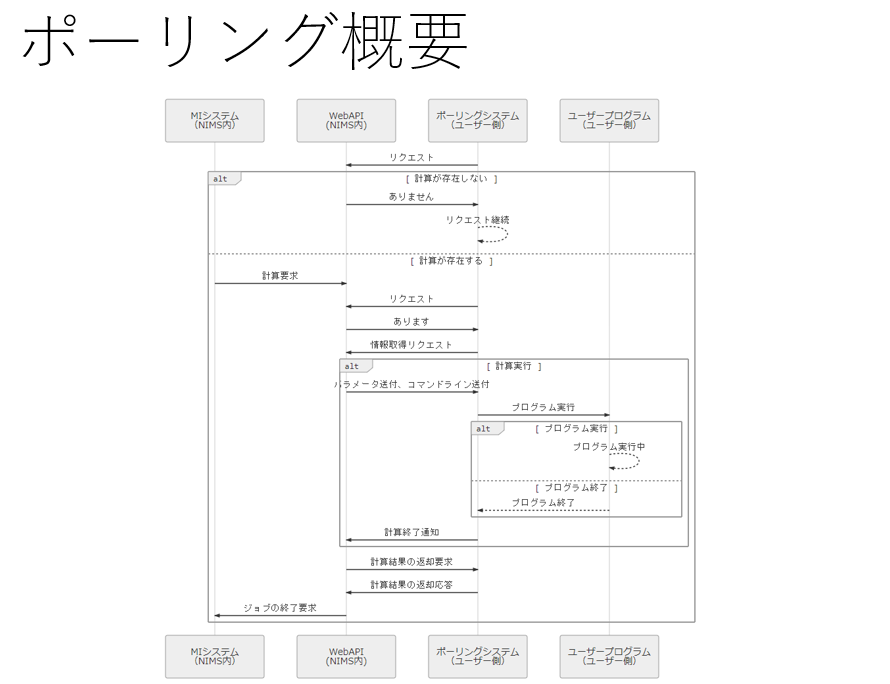 ポーリング概要
MIシステム
(NIMS内)
WebAPI
(NIMS内)
ポーリングシステム
(ユーザー側)
ユーザープログラム
(ユーザー側)
リクエスト
alt
[ 計算が存在しない ]
ありません
リクエスト継続
[ 計算が存在する ]
計算要求
リクエスト
あります
情報取得リクエスト
alt
[ 計算実行 ]
パラメータ送付、コマンドライン送付
プログラム実行
alt
[ プログラム実行 ]
プログラム実行中
[ プログラム終了 ]
プログラム終了
計算終了通知
計算結果の返却要求
計算結果の返却応答
ジョブの終了要求
MIシステム
(NIMS内)
WebAPI
(NIMS内)
ポーリングシステム
(ユーザー側)
ユーザープログラム
(ユーザー側)